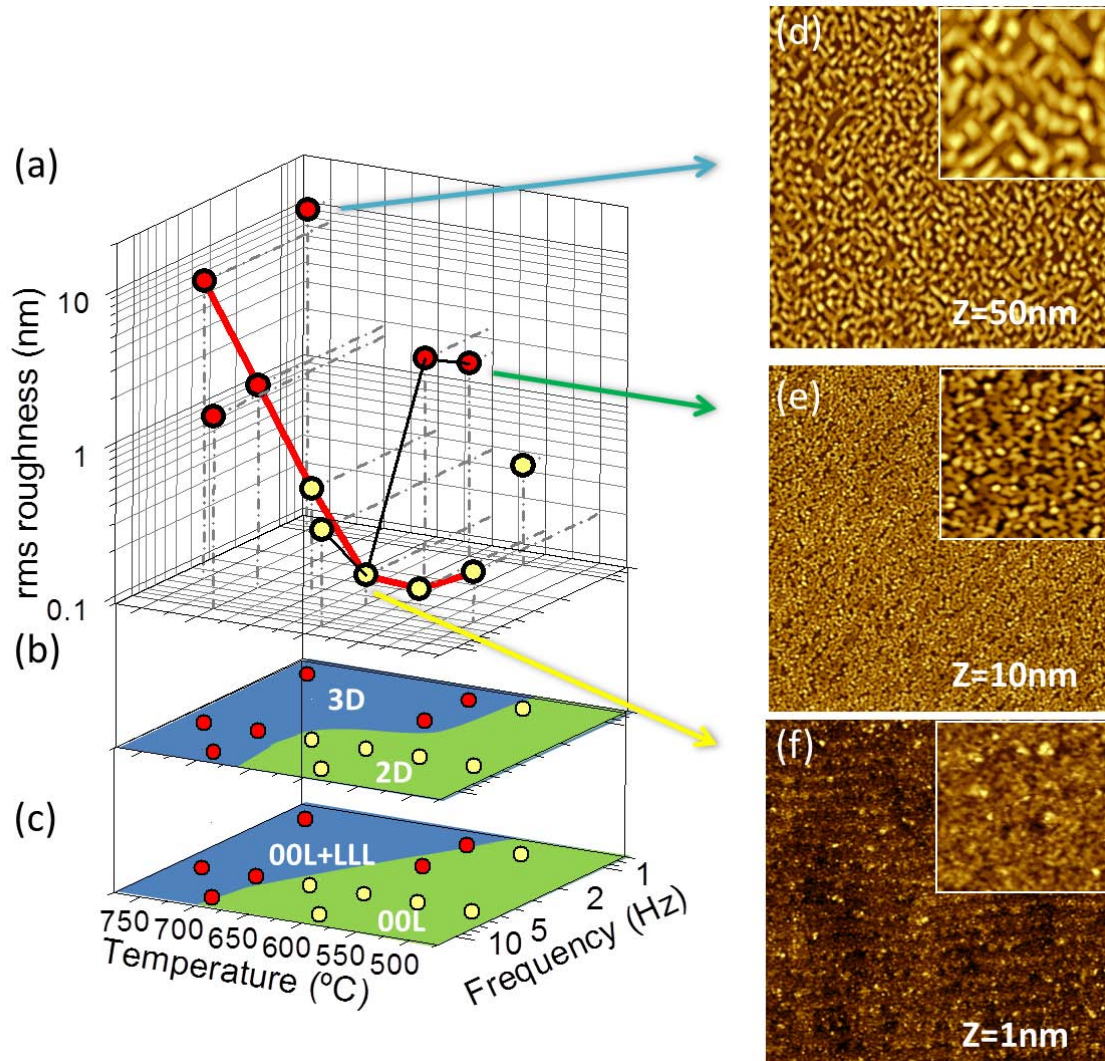 (a)
rms roughness (nm)
10
1
0.1
(b)
3D
2D
(c)
00L+LLL
00L
750 700 650 600 550 500
Temperature (ºC)
10 5 2 1
Frequency (Hz)
(d)
Z=50nm
(e)
Z=10nm
(f)
Z=1nm